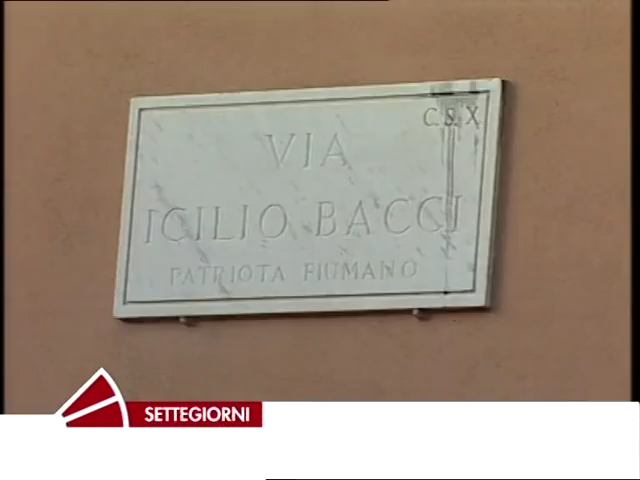 C.S.X
VIA
ICILIO BACCI
PATRIOTA FIUMANO
SETTEGIORNI